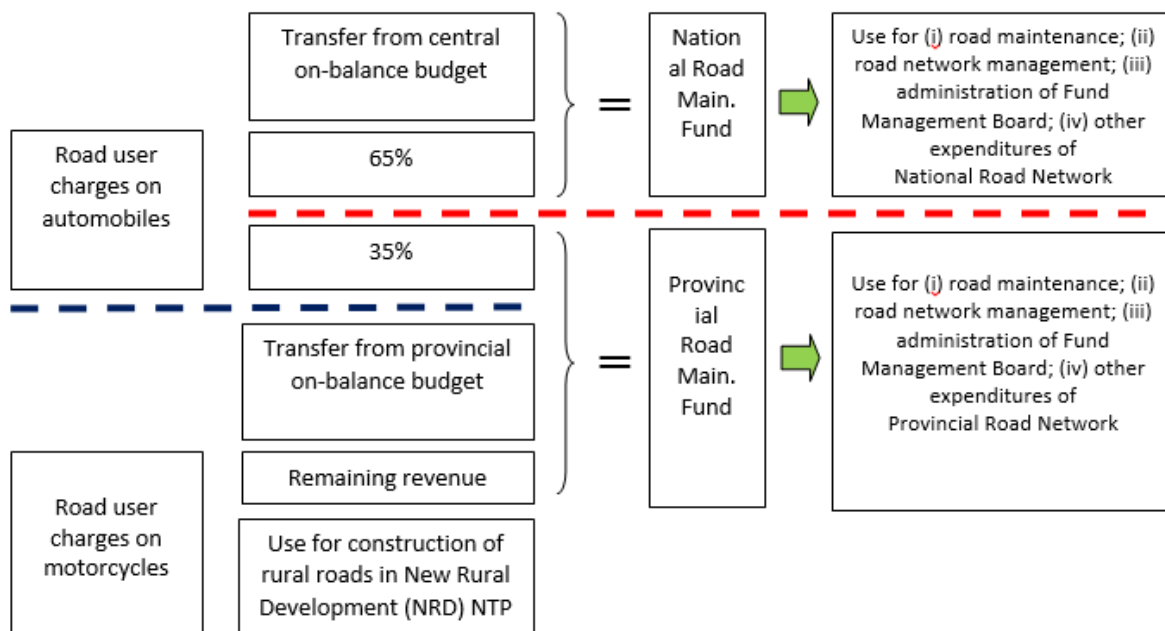 Road user
charges on
automobiles
Road user
charges on
motorcycles
Transfer from central
on-balance budget
65%
35%
Transfer from provincial
on-balance budget
Remaining revenue
Use for construction of
rural roads in New Rural
Development (NRD) NTP
=
Nation
al Road
Main.
Fund
=
Provinc
ial
Road
Main.
Fund
Use for (i) road maintenance; (ii)
road network management; (iii)
administration of Fund
Management Board; (iv) other
expenditures of
National Road Network
Use for (i) road maintenance; (ii)
road network management; (iii)
administration of Fund
Management Board; (iv) other
expenditures of
Provincial Road Network